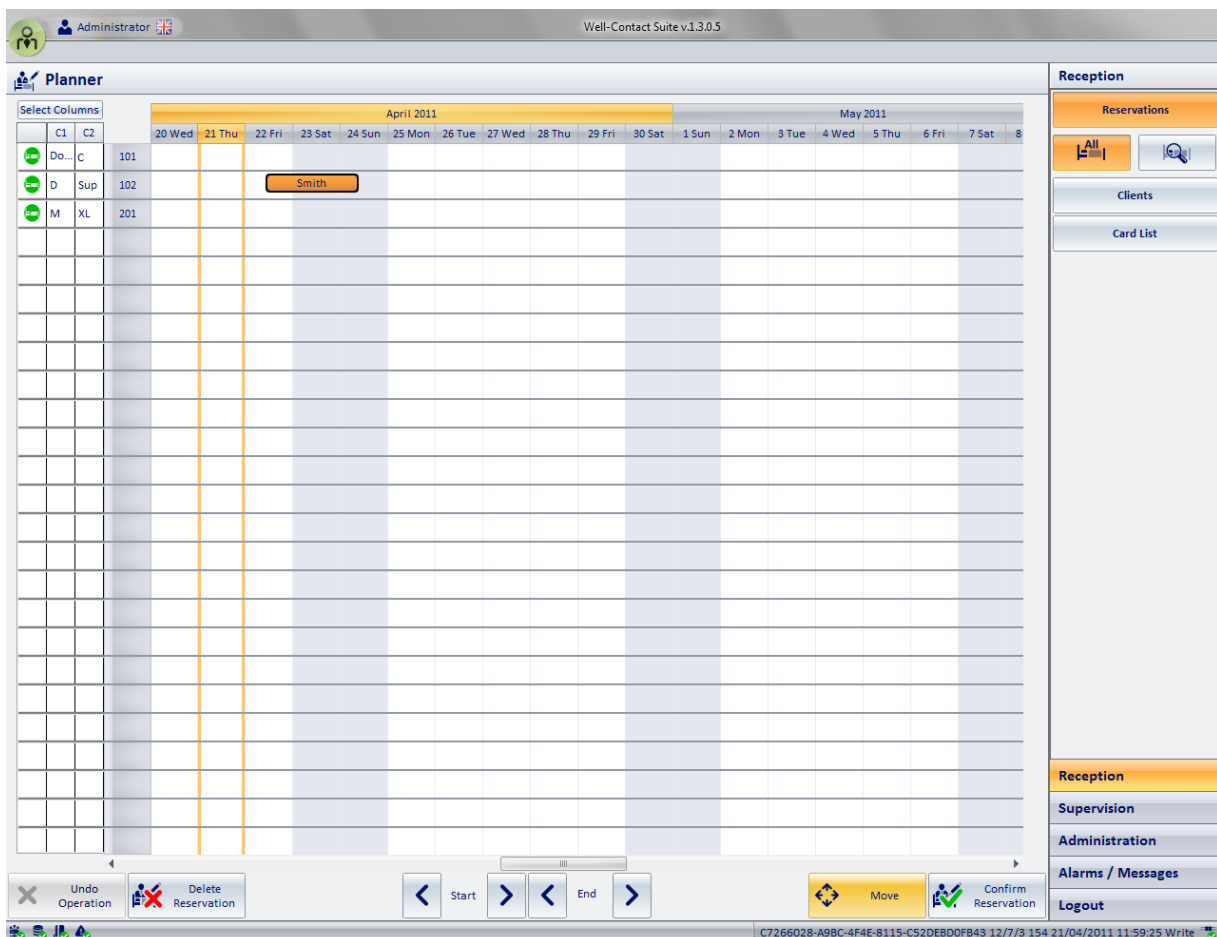 Administrator
Well-Contact Suite v.1.3.0.5
Planner
Reception
Select Columns
April 2011
May 2011
Reservations
C1 C2
20 Wed 21 Thu 22 Fri 23 Sat 24 Sun 25 Mon 26 Tue 27 Wed 28 Thu 29 Fri 30 Sat 1 Sun 2 Mon 3 Tue 4 Wed 5 Thu 6 Fri 7 Sat 8
All
Do... C 101
D Sup 102 Smith
Clients
M XL 201
Card List
Reception
Supervision
Administration
Alarms / Messages
Logout
Undo
Operation
Delete
Reservation
Start
End
Move
Confirm
Reservation
C7266028-A9BC-4F4E-8115-C52DEBD0FB43 12/7/3 154 21/04/2011 11:59:25 Write